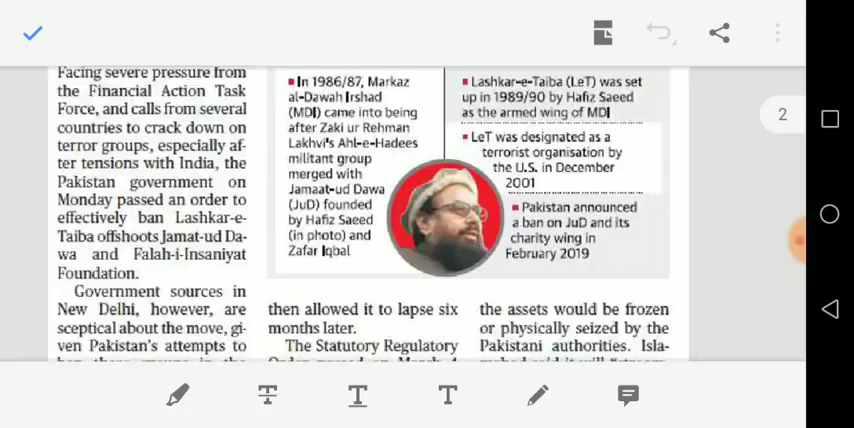 2
Facing severe pressure from
the Financial Action Task
Force, and calls from several
countries to crack down on
terror groups, especially af-
ter tensions with India, the
Pakistan government on
Monday passed an order to
effectively ban Lashkar-e-
Taiba offshoots Jamat-ud Da-
wa and Falah-i-Insaniyat
Foundation.
Government sources in
New Delhi, however, are
sceptical about the move, gi-
ven Pakistan's attempts to
▪ In 1986/87, Markaz
al-Dawah Irshad
(MDI) came into being
after Zaki ur Rehman
Lakhvi's Ahl-e-Hadees
militant group
merged with
Jamaat-ud Dawa
(JuD) founded
by Hafiz Saeed
(in photo) and
Zafar Iqbal
▪ Lashkar-e-Taiba (LeT) was set
up in 1989/90 by Hafiz Saeed
as the armed wing of MDI
▪ LeT was designated as a
terrorist organisation by
the U.S. in December
2001
▪ Pakistan announced
a ban on JuD and its
charity wing in
February 2019
then allowed it to lapse six
months later.
The Statutory Regulatory
the assets would be frozen
or physically seized by the
Pakistani authorities. Isla-
T
T
T